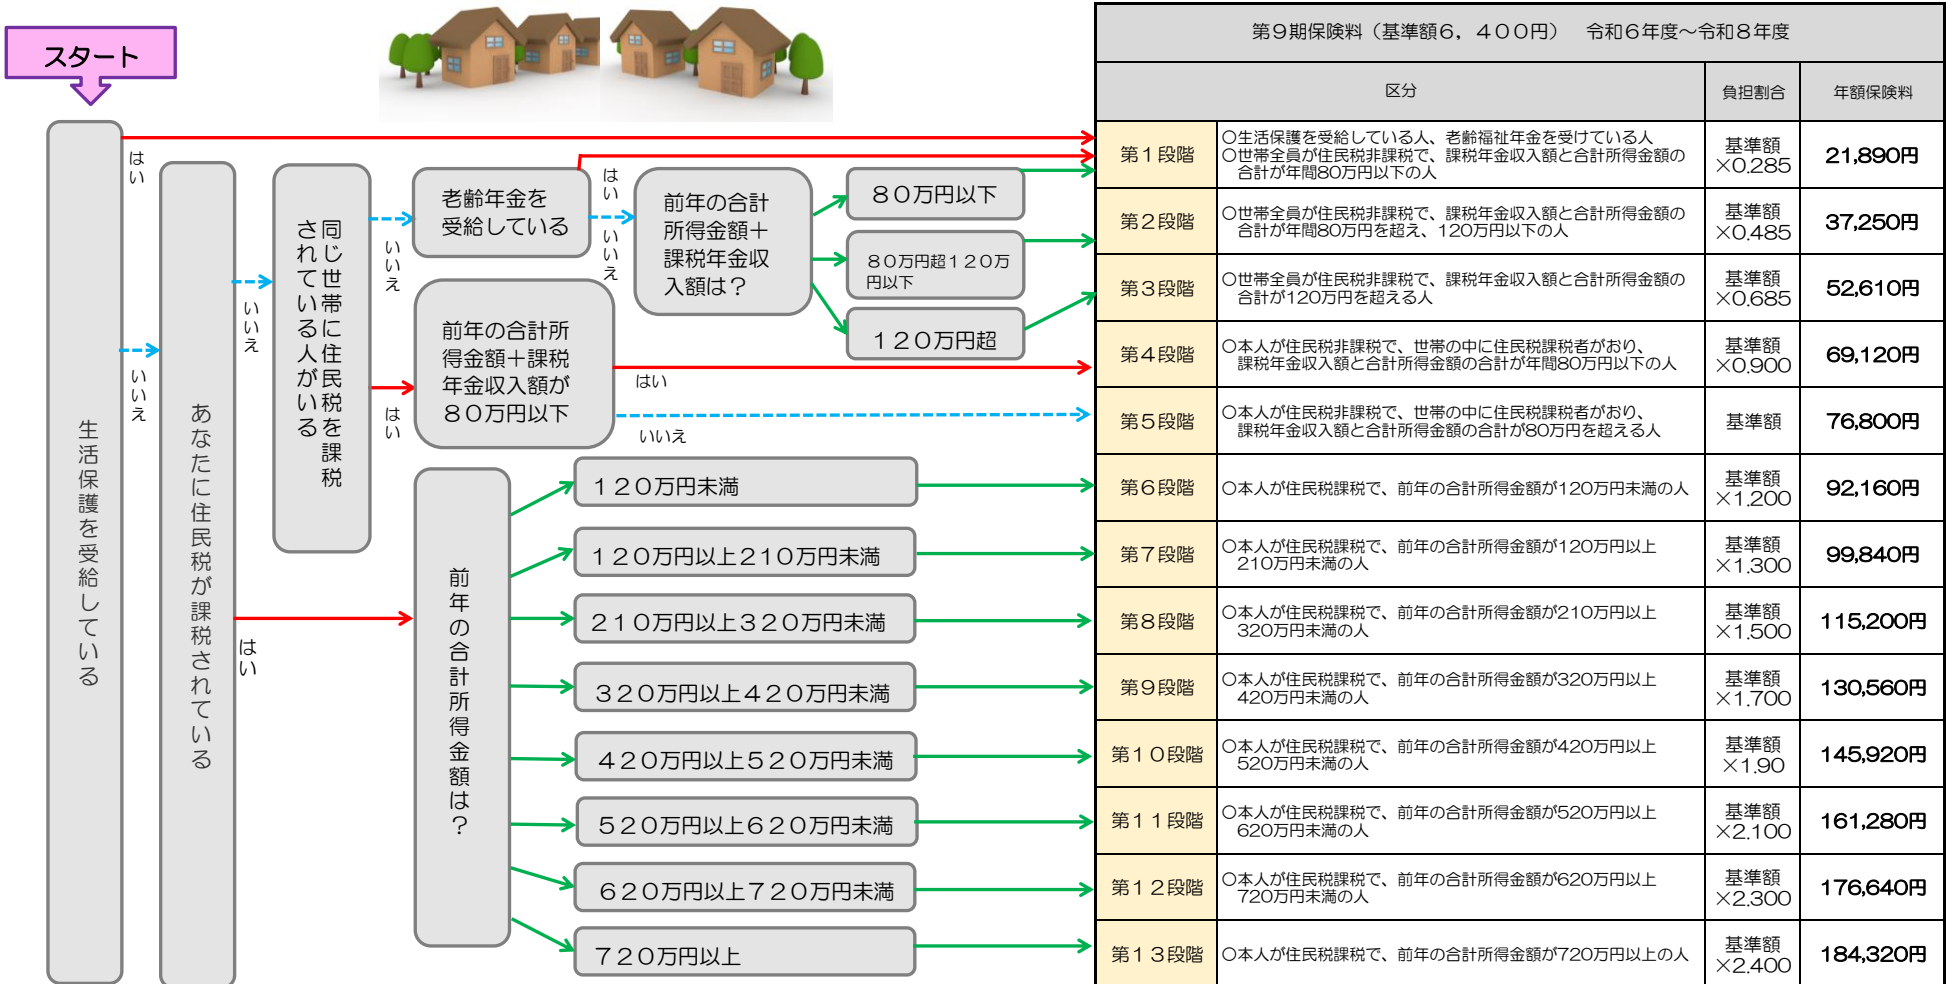 スタート
生活保護を受給している
はい
いいえ
あなたに住民税が課税されている
いいえ
はい
同じ世帯に住民税を課税
されている人がいる
いいえ
はい
老齢年金を
受給している
はい
いいえ
前年の合計
所得金額＋
課税年金収
入額は？
８０万円以下
８０万円超１２０万
円以下
１２０万円超
前年の合計所
得金額＋課税
年金収入額が
８０万円以下
はい
いいえ
前年の合計所得金額は？
１２０万円未満
１２０万円以上２１０万円未満
２１０万円以上３２０万円未満
３２０万円以上４２０万円未満
４２０万円以上５２０万円未満
５２０万円以上６２０万円未満
６２０万円以上７２０万円未満
７２０万円以上
第９期保険料（基準額６，４００円）　令和６年度～令和８年度
区分
負担割合
年額保険料
第１段階
○生活保護を受給している人、老齢福祉年金を受けている人
○世帯全員が住民税非課税で、課税年金収入額と合計所得金額の
合計が年間80万円以下の人
基準額
×0.285
21,890円
第２段階
○世帯全員が住民税非課税で、課税年金収入額と合計所得金額の
合計が年間80万円を超え、120万円以下の人
基準額
×0.485
37,250円
第３段階
○世帯全員が住民税非課税で、課税年金収入額と合計所得金額の
合計が120万円を超える人
基準額
×0.685
52,610円
第４段階
○本人が住民税非課税で、世帯の中に住民税課税者がおり、
課税年金収入額と合計所得金額の合計が年間80万円以下の人
基準額
×0.900
69,120円
第５段階
○本人が住民税非課税で、世帯の中に住民税課税者がおり、
課税年金収入額と合計所得金額の合計が80万円を超える人
基準額
76,800円
第６段階
○本人が住民税課税で、前年の合計所得金額が120万円未満の人
基準額
×1.200
92,160円
第７段階
○本人が住民税課税で、前年の合計所得金額が120万円以上
210万円未満の人
基準額
×1.300
99,840円
第８段階
○本人が住民税課税で、前年の合計所得金額が210万円以上
320万円未満の人
基準額
×1.500
115,200円
第９段階
○本人が住民税課税で、前年の合計所得金額が320万円以上
420万円未満の人
基準額
×1.700
130,560円
第１０段階
○本人が住民税課税で、前年の合計所得金額が420万円以上
520万円未満の人
基準額
×1.90
145,920円
第１１段階
○本人が住民税課税で、前年の合計所得金額が520万円以上
620万円未満の人
基準額
×2.100
161,280円
第１２段階
○本人が住民税課税で、前年の合計所得金額が620万円以上
720万円未満の人
基準額
×2.300
176,640円
第１３段階
○本人が住民税課税で、前年の合計所得金額が720万円以上の人
基準額
×2.400
184,320円